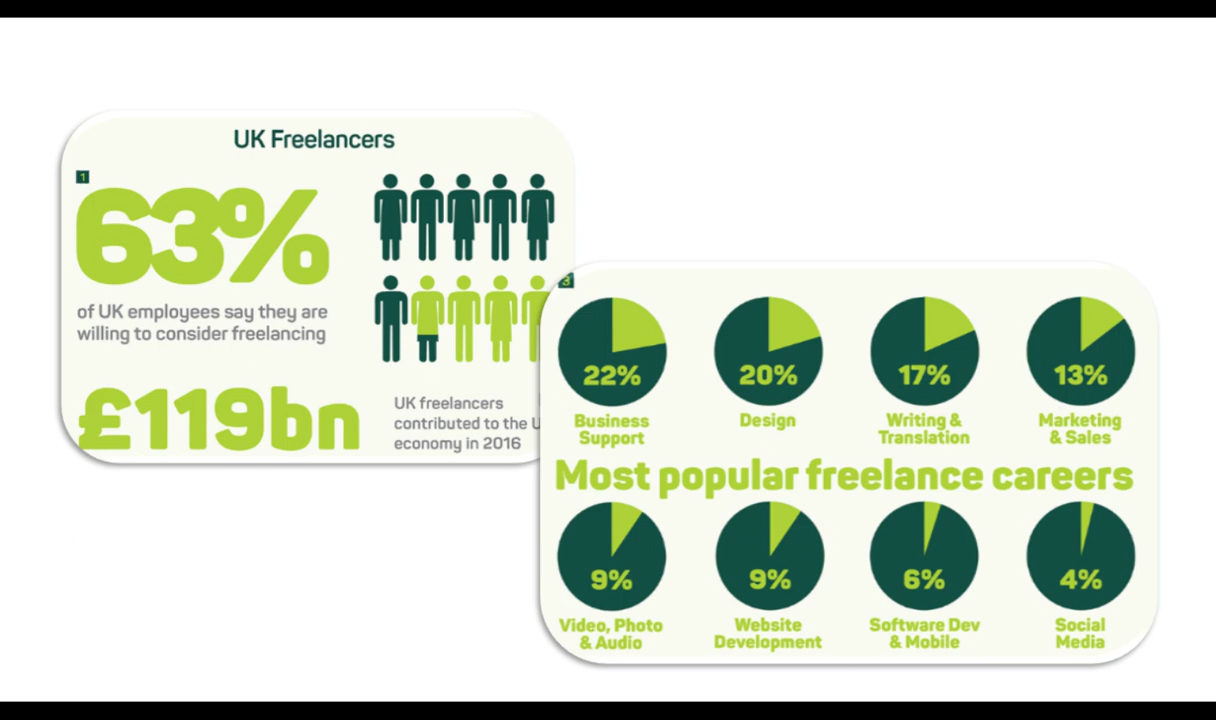 UK Freelancers
1
63%
of UK employees say they are
willing to consider freelancing
£119bn
UK freelancers
contributed to the
economy in 2016
3
22%
Business
Support
20%
Design
17%
Writing &
Translation
13%
Marketing
& Sales
Most popular freelance careers
9%
Video, Photo
& Audio
9%
Website
Development
6%
Software Dev
& Mobile
4%
Social
Media